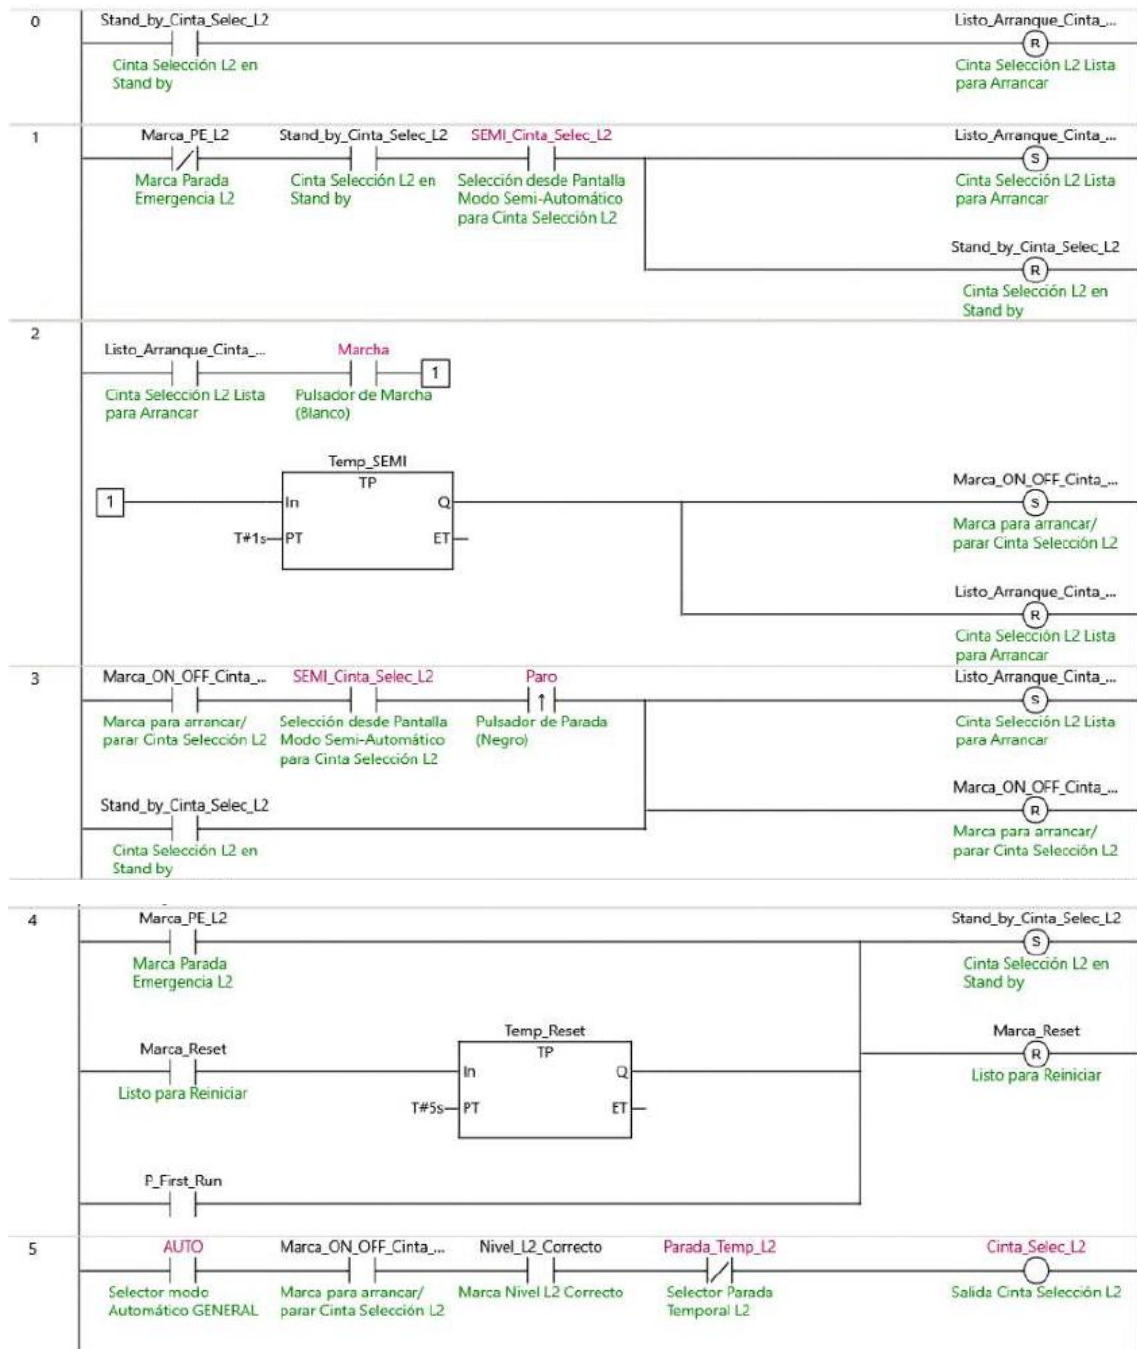 0
Stand_by_Cinta_Selec_L2
Listo_Arranque_Cinta_...
R
Cinta Selección L2 en
Stand by
Cinta Selección L2 Lista
para Arrancar
1
Marca_PE_L2
Stand_by_Cinta_Selec_L2
SEMI_Cinta_Selec_L2
Listo_Arranque_Cinta_...
S
Marca Parada
Emergencia L2
Cinta Selección L2 en
Stand by
Selección desde Pantalla
Modo Semi-Automático
para Cinta Selección L2
Cinta Selección L2 Lista
para Arrancar
Stand_by_Cinta_Selec_L2
R
Cinta Selección L2 en
Stand by
2
Listo_Arranque_Cinta_...
Marcha
1
Cinta Selección L2 Lista
para Arrancar
Pulsador de Marcha
(Blanco)
Temp_SEMI
TP
1
In
Q
T#1s
PT
ET
Marca_ON_OFF_Cinta_...
S
Marca para arrancar/
parar Cinta Selección L2
Listo_Arranque_Cinta_...
R
Cinta Selección L2 Lista
para Arrancar
3
Marca_ON_OFF_Cinta_...
SEMI_Cinta_Selec_L2
Paro
Listo_Arranque_Cinta_...
↑
S
Marca para arrancar/
parar Cinta Selección L2
Selección desde Pantalla
Modo Semi-Automático
para Cinta Selección L2
Pulsador de Parada
(Negro)
Cinta Selección L2 Lista
para Arrancar
Stand_by_Cinta_Selec_L2
Cinta Selección L2 en
Stand by
Marca_ON_OFF_Cinta_...
R
Marca para arrancar/
parar Cinta Selección L2
4
Marca_PE_L2
Stand_by_Cinta_Selec_L2
S
Marca Parada
Emergencia L2
Cinta Selección L2 en
Stand by
Marca_Reset
Listo para Reiniciar
Temp_Reset
TP
In
Q
T#5s
PT
ET
Marca_Reset
R
Listo para Reiniciar
P_First_Run
5
AUTO
Marca_ON_OFF_Cinta_...
Nivel_L2_Correcto
Parada_Temp_L2
Cinta_Selec_L2
Selector modo
Automático GENERAL
Marca para arrancar/
parar Cinta Selección L2
Marca Nivel L2 Correcto
Selector Parada
Temporal L2
Salida Cinta Selección L2